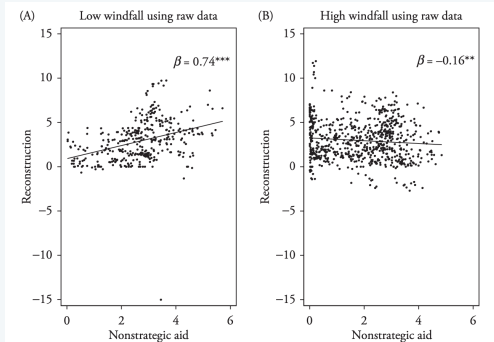 (A) Low windfall using raw data
15
10
5
0
−5
−10
−15
Reconstruction
β = 0.74***
0 2 4 6
Nonstrategic aid
(B) High windfall using raw data
15
10
5
0
−5
−10
−15
Reconstruction
β = −0.16**
0 2 4 6
Nonstrategic aid